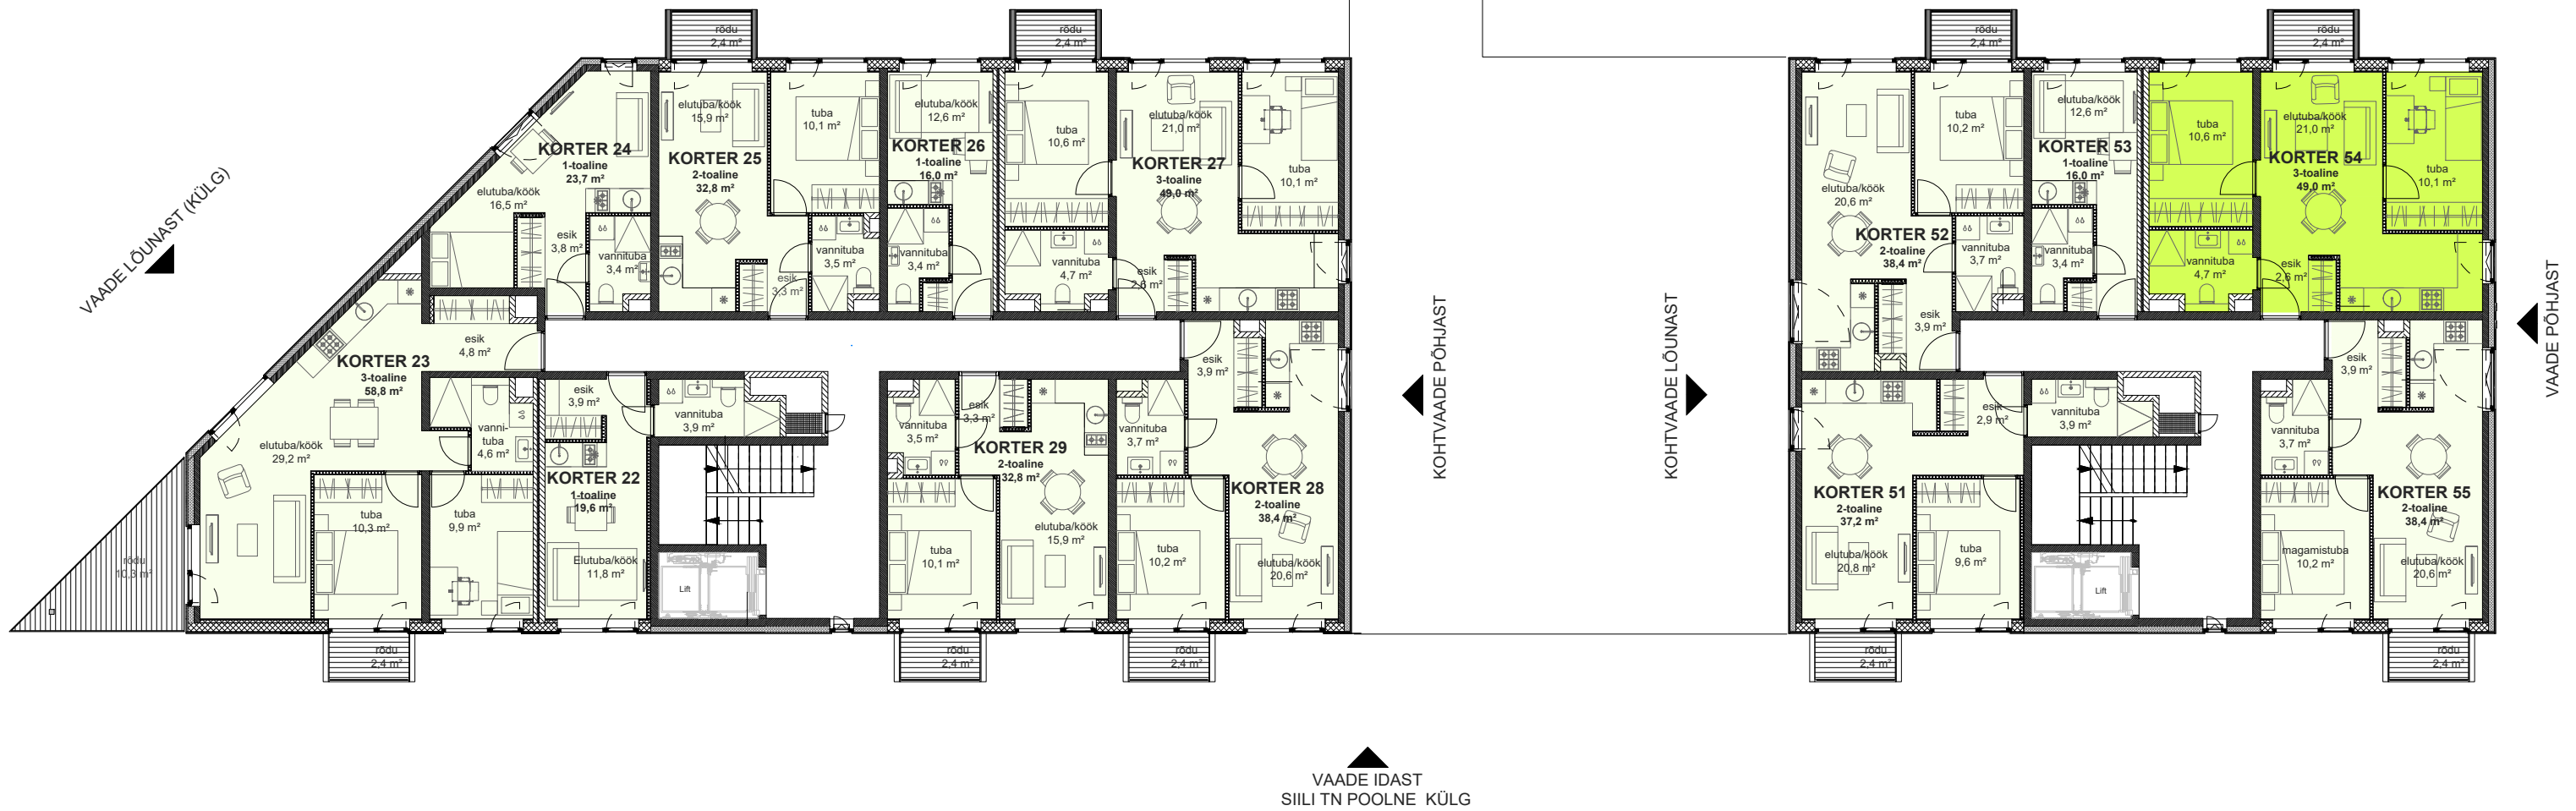 rõdu
2,4 m²
rõdu
2,4 m²
rõdu
2,4 m²
rõdu
2,4 m²
KORTER 24
1-toaline
23,7 m²
elutuba/köök
16,5 m²
esik
3,8 m²
vannituba
3,4 m²
elutuba/köök
15,9 m²
KORTER 25
2-toaline
32,8 m²
tuba
10,1 m²
vannituba
3,5 m²
esik
3,3 m²
elutuba/köök
12,6 m²
KORTER 26
1-toaline
16,0 m²
vannituba
3,4 m²
tuba
10,6 m²
vannituba
4,7 m²
elutuba/köök
21,0 m²
KORTER 27
3-toaline
49,0 m²
esik
2,6 m²
tuba
10,1 m²
elutuba/köök
20,6 m²
KORTER 52
2-toaline
38,4 m²
tuba
10,2 m²
vannituba
3,7 m²
esik
3,9 m²
elutuba/köök
12,6 m²
KORTER 53
1-toaline
16,0 m²
vannituba
3,4 m²
tuba
10,6 m²
vannituba
4,7 m²
elutuba/köök
21,0 m²
KORTER 54
3-toaline
49,0 m²
esik
2,6 m²
tuba
10,1 m²
VAADE LÕUNAST (KÜLG)
KOHTVAADE PÕHJAST
KOHTVAADE LÕUNAST
VAADE PÕHJAST
esik
4,8 m²
KORTER 23
3-toaline
58,8 m²
elutuba/köök
29,2 m²
vanni-
tuba
4,6 m²
tuba
10,3 m²
tuba
9,9 m²
rõdu
10,3 m²
esik
3,9 m²
vannituba
3,9 m²
KORTER 22
1-toaline
19,6 m²
Elutuba/köök
11,8 m²
Lift
vannituba
3,5 m²
esik
3,3 m²
KORTER 29
2-toaline
32,8 m²
elutuba/köök
15,9 m²
tuba
10,1 m²
esik
3,9 m²
vannituba
3,7 m²
KORTER 28
2-toaline
38,4 m²
tuba
10,2 m²
elutuba/köök
20,6 m²
esik
2,9 m²
vannituba
3,9 m²
KORTER 51
2-toaline
37,2 m²
elutuba/köök
20,8 m²
tuba
9,6 m²
Lift
esik
3,9 m²
vannituba
3,7 m²
KORTER 55
2-toaline
38,4 m²
magamistuba
10,2 m²
elutuba/köök
20,6 m²
rõdu
2,4 m²
rõdu
2,4 m²
rõdu
2,4 m²
rõdu
2,4 m²
rõdu
2,4 m²
VAADE IDAST
SIILI TN POOLNE KÜLG